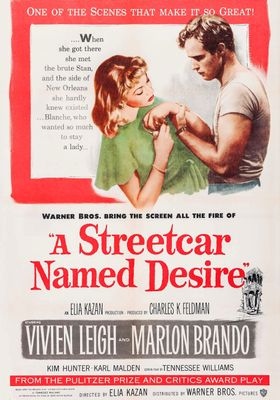 ONE OF THE SCENES THAT MAKE IT SO GREAT!
....When
she got there
she met
the brute Stan,
and the side of
New Orleans
she hardly
knew existed
...Blanche, who
wanted so much
to stay
a lady...
WARNER BROS. BRING THE SCREEN ALL THE FIRE OF
"A STREETCAR
NAMED DESIRE"
AN ELIA KAZAN PRODUCTION · PRODUCED BY CHARLES K. FELDMAN
STARRING
VIVIEN LEIGH AND MARLON BRANDO
KIM HUNTER · KARL MALDEN TENNESSEE WILLIAMS
FROM THE PULITZER PRIZE AND CRITICS AWARD PLAY
DIRECTED BY ELIA KAZAN DISTRIBUTED BY WARNER BROS. PICTURES